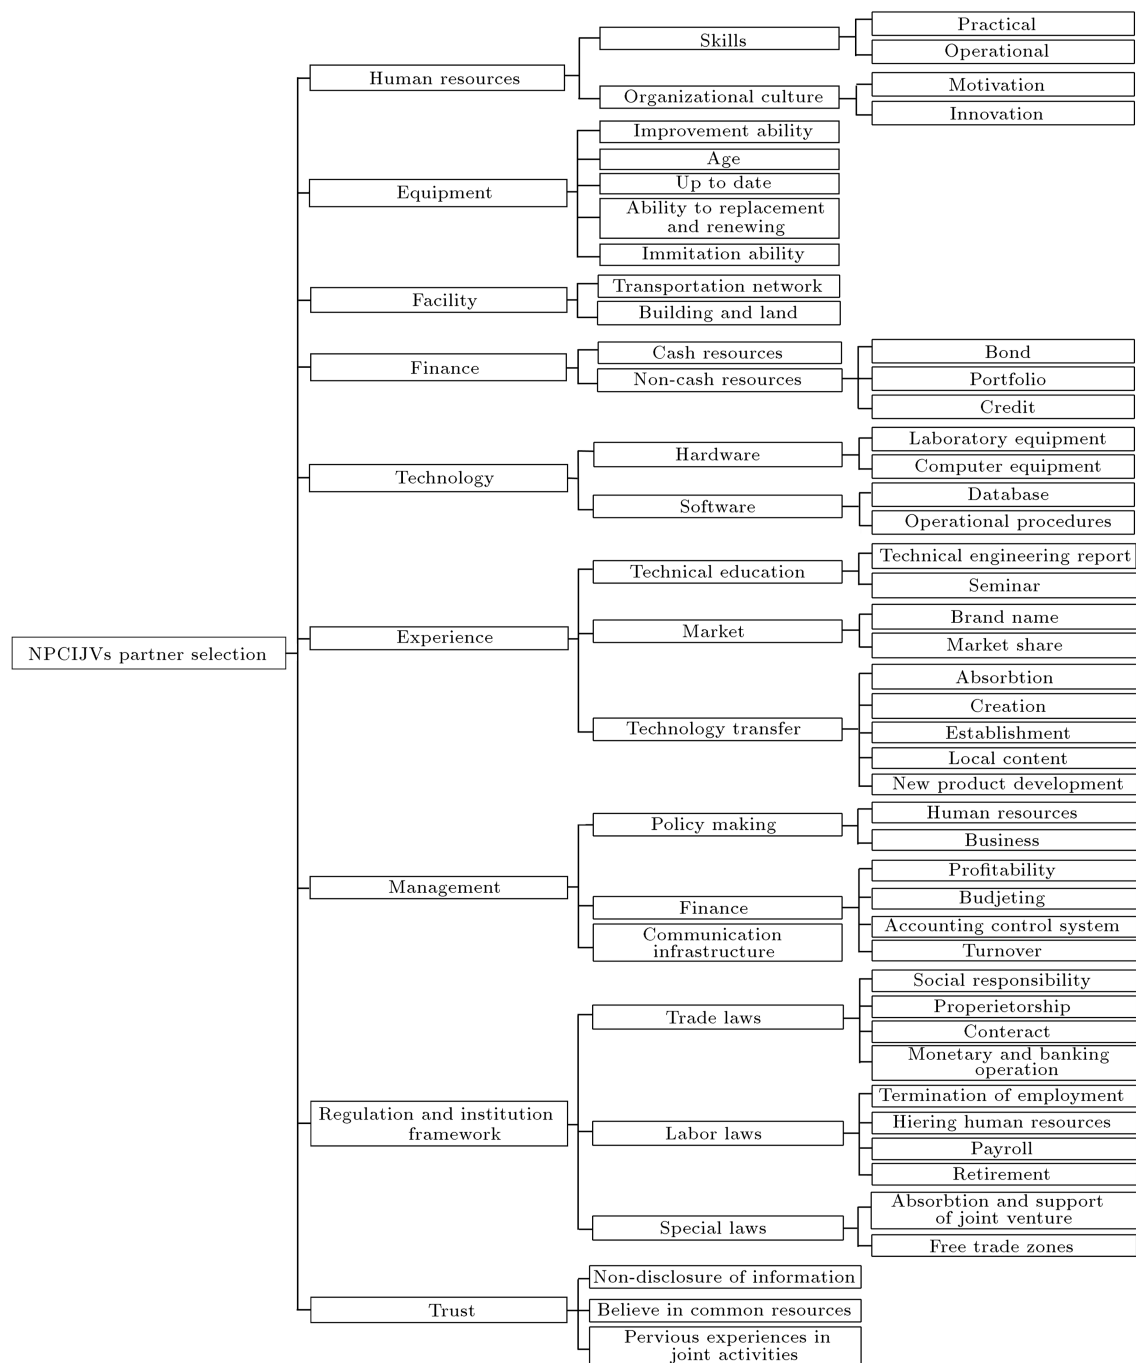 NPCIJVs partner selection
Human resources
Skills
Practical
Operational
Organizational culture
Motivation
Innovation
Equipment
Improvement ability
Age
Up to date
Ability to replacement
and renewing
Immitation ability
Facility
Transportation network
Building and land
Finance
Cash resources
Non-cash resources
Bond
Portfolio
Credit
Technology
Hardware
Laboratory equipment
Computer equipment
Software
Database
Operational procedures
Experience
Technical education
Technical engineering report
Seminar
Market
Brand name
Market share
Technology transfer
Absorbtion
Creation
Establishment
Local content
New product development
Management
Policy making
Human resources
Business
Finance
Profitability
Budjeting
Accounting control system
Turnover
Communication
infrastructure
Regulation and institution
framework
Trade laws
Social responsibility
Properietorship
Conteract
Monetary and banking
operation
Labor laws
Termination of employment
Hiering human resources
Payroll
Retirement
Special laws
Absorbtion and support
of joint venture
Free trade zones
Trust
Non-disclosure of information
Believe in common resources
Pervious experiences in
joint activities